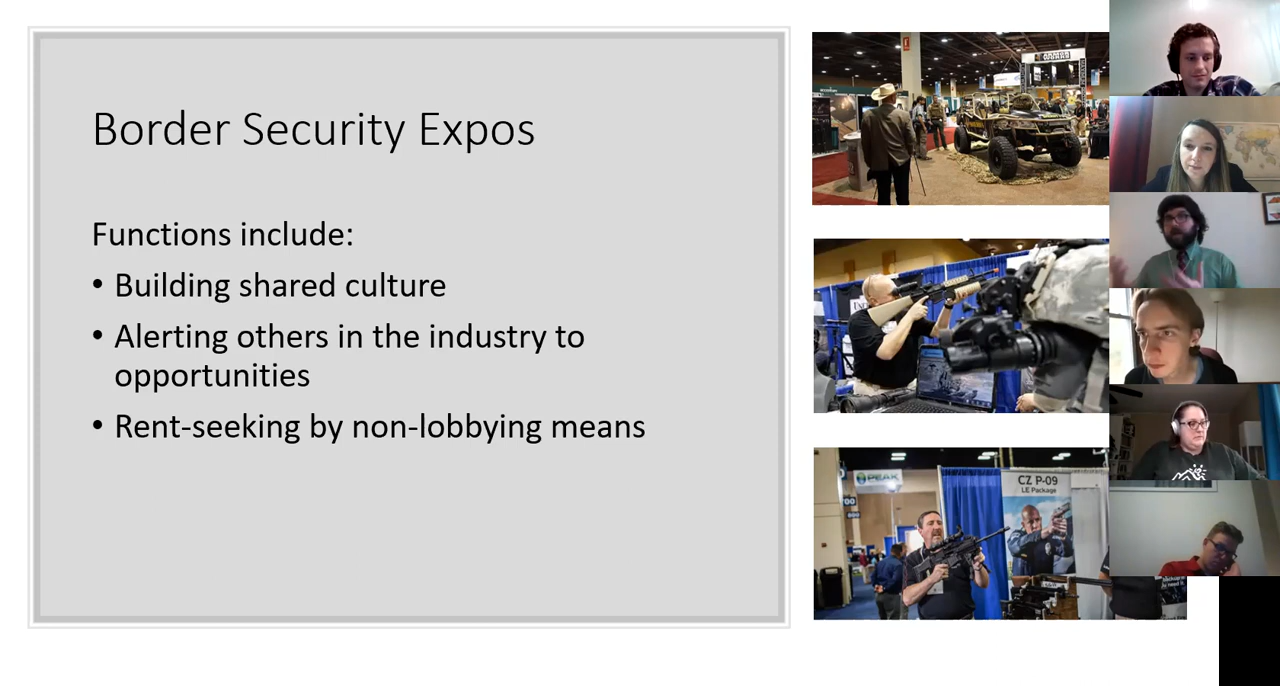 Border Security Expos
Functions include:
• Building shared culture
• Alerting others in the industry to
opportunities
• Rent-seeking by non-lobbying means
PEAK
CZ P-09
LE Package